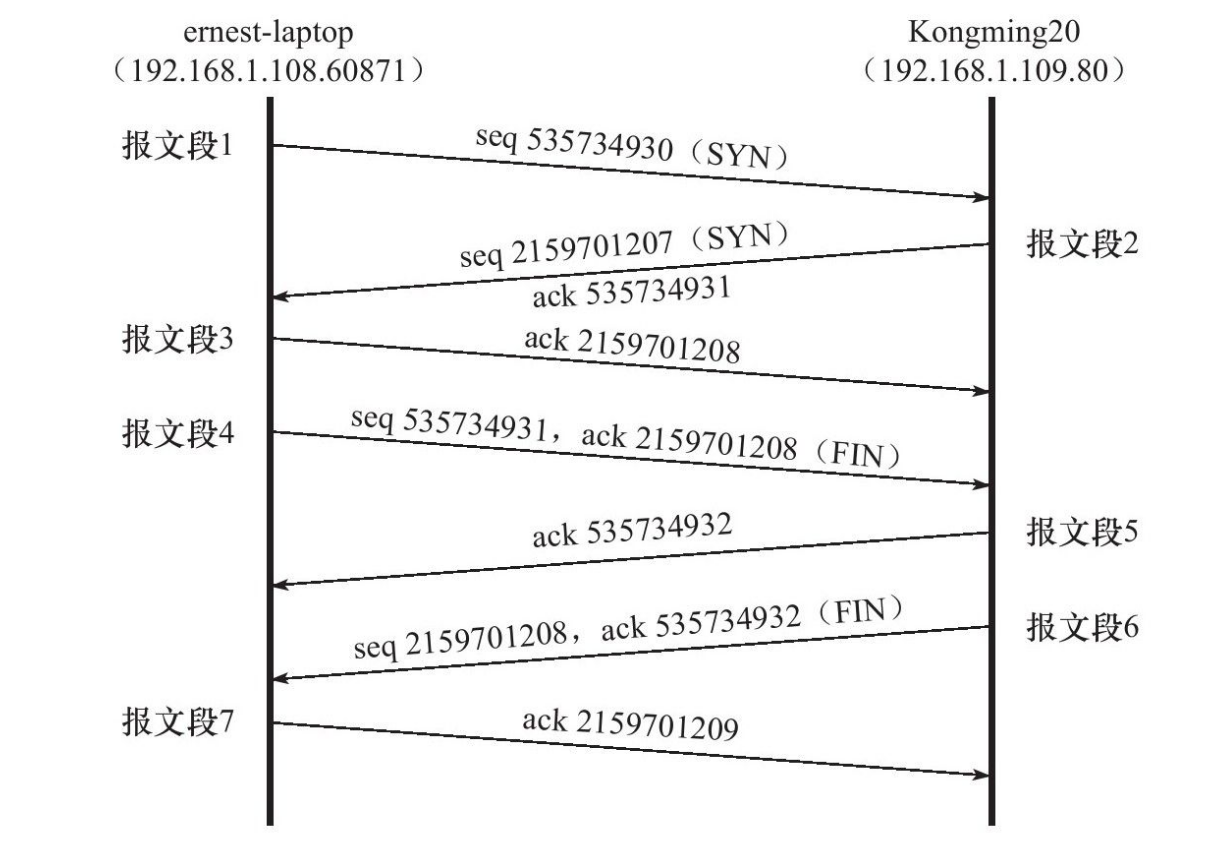 ernest-laptop
（192.168.1.108.60871）
Kongming20
（192.168.1.109.80）
报文段1
seq 535734930（SYN）
seq 2159701207（SYN）
报文段2
ack 535734931
报文段3
ack 2159701208
报文段4
seq 535734931，ack 2159701208（FIN）
ack 535734932
报文段5
seq 2159701208，ack 535734932（FIN）
报文段6
报文段7
ack 2159701209